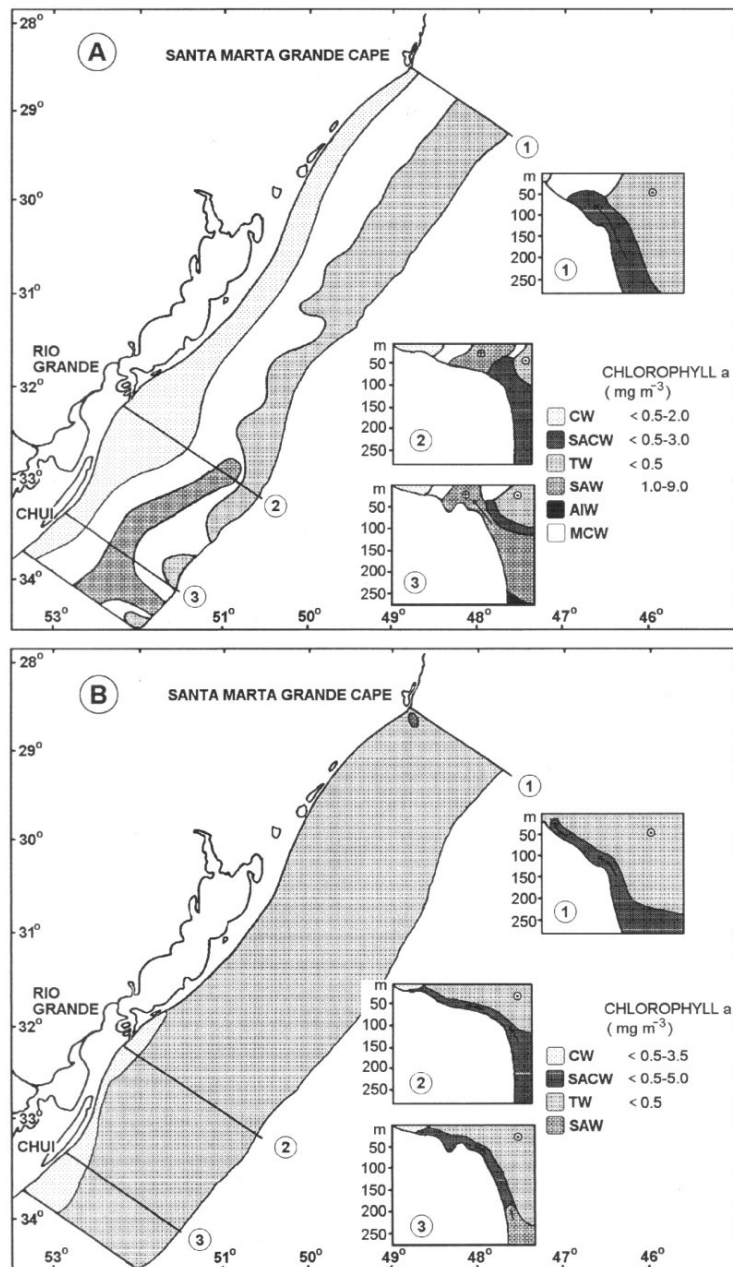 28°
A
SANTA MARTA GRANDE CAPE
29°
1
30°
m
50
100
150
200
250
1
31°
RIO
GRANDE
32°
m
50
100
150
200
250
2
CHLOROPHYLL a
( mg m⁻³)
CW < 0.5-2.0
SACW < 0.5-3.0
TW < 0.5
SAW 1.0-9.0
AIW
MCW
33°
2
CHUI
m
50
100
150
200
250
3
34°
3
53° 51° 50° 49° 48° 47° 46°
28°
B
SANTA MARTA GRANDE CAPE
29°
1
30°
m
50
100
150
200
250
1
31°
RIO
GRANDE
32°
m
50
100
150
200
250
2
CHLOROPHYLL a
( mg m⁻³)
CW < 0.5-3.5
SACW < 0.5-5.0
TW < 0.5
SAW
33°
2
CHUI
m
50
100
150
200
250
3
34°
3
53° 51° 50° 49° 48° 47° 46°